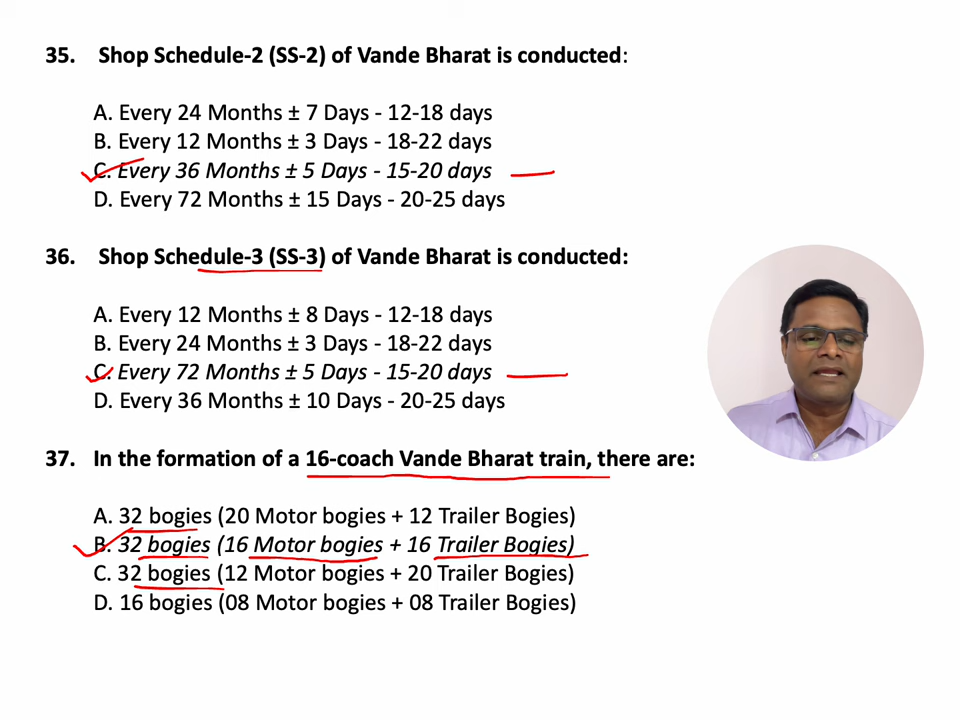 35. Shop Schedule-2 (SS-2) of Vande Bharat is conducted:
A. Every 24 Months ± 7 Days - 12-18 days
B. Every 12 Months ± 3 Days - 18-22 days
C. Every 36 Months ± 5 Days - 15-20 days
D. Every 72 Months ± 15 Days - 20-25 days
36. Shop Schedule-3 (SS-3) of Vande Bharat is conducted:
A. Every 12 Months ± 8 Days - 12-18 days
B. Every 24 Months ± 3 Days - 18-22 days
C. Every 72 Months ± 5 Days - 15-20 days
D. Every 36 Months ± 10 Days - 20-25 days
37. In the formation of a 16-coach Vande Bharat train, there are:
A. 32 bogies (20 Motor bogies + 12 Trailer Bogies)
B. 32 bogies (16 Motor bogies + 16 Trailer Bogies)
C. 32 bogies (12 Motor bogies + 20 Trailer Bogies)
D. 16 bogies (08 Motor bogies + 08 Trailer Bogies)